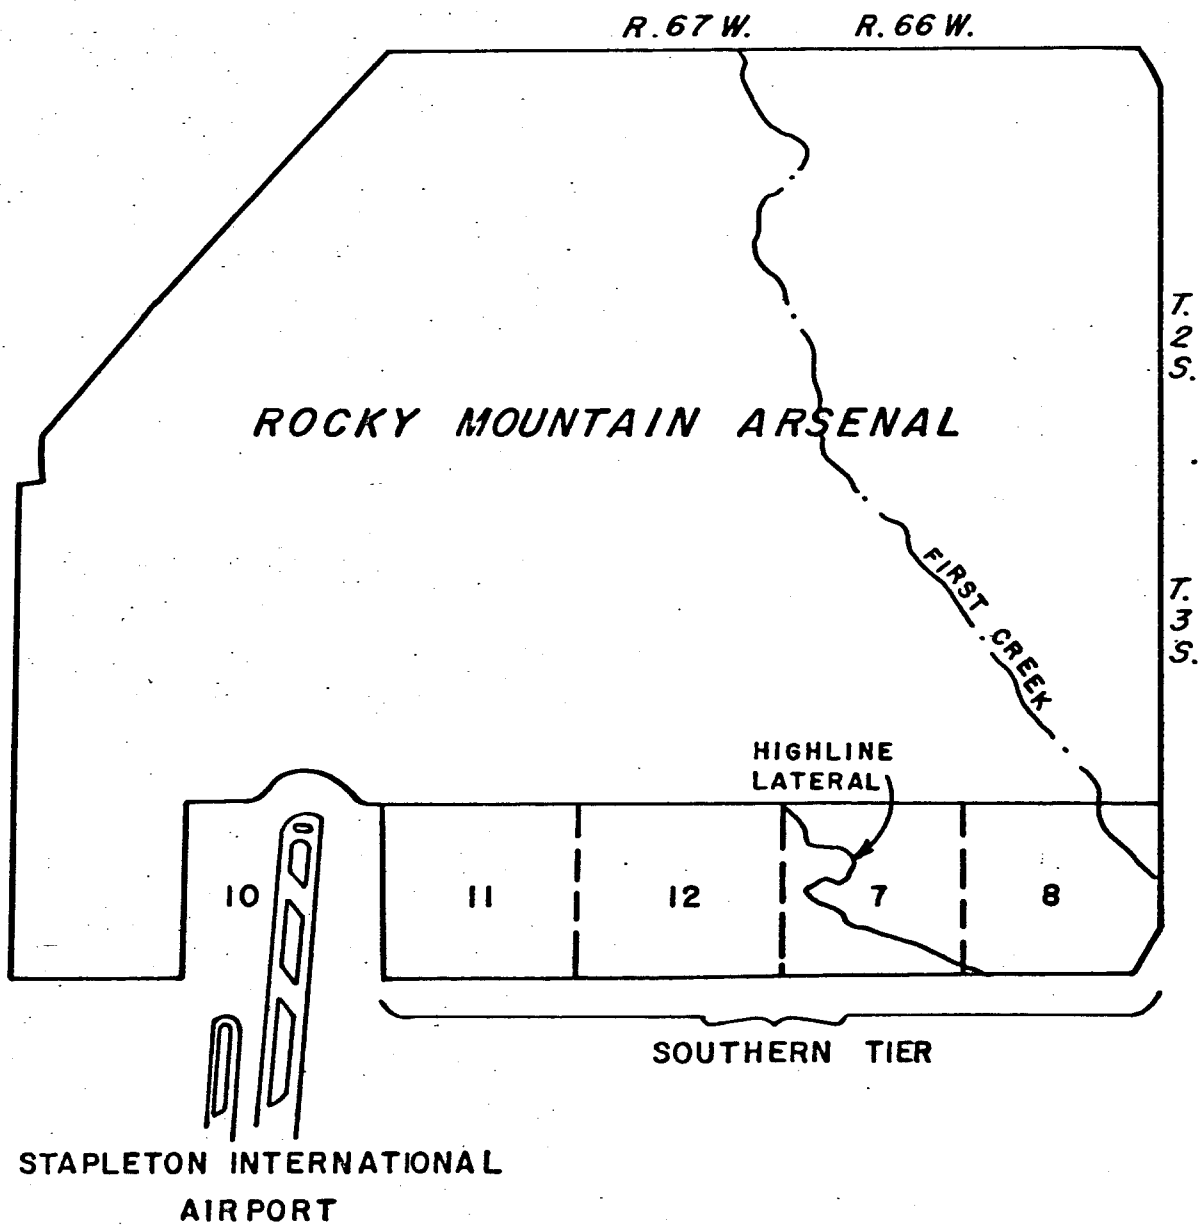 R. 67 W. R. 66 W.
T.
2
S.
ROCKY MOUNTAIN ARSENAL
T.
3
S.
FIRST CREEK
HIGHLINE
LATERAL
10 11 12 7 8
SOUTHERN TIER
STAPLETON INTERNATIONAL
AIRPORT